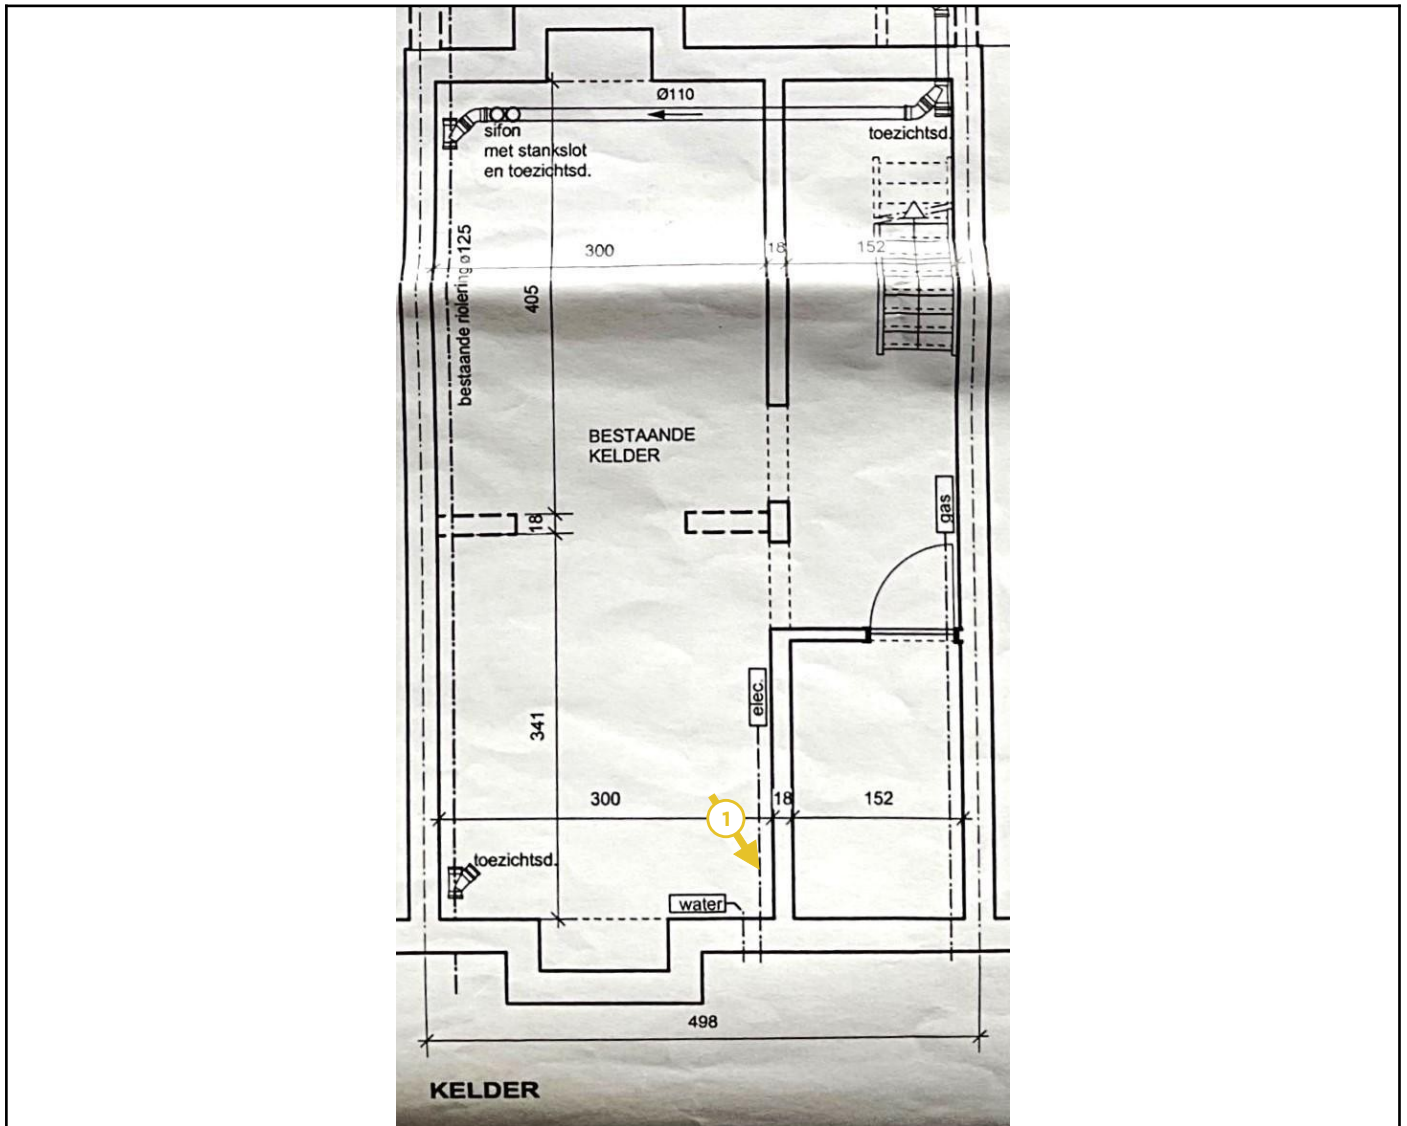 Ø110
sifon
met stankslot
en toezichtsd.
toezichtsd.
bestaande riolering ø125
300
18
152
405
BESTAANDE
KELDER
18
gas
elec.
341
300
18
152
1
toezichtsd.
water
498
KELDER